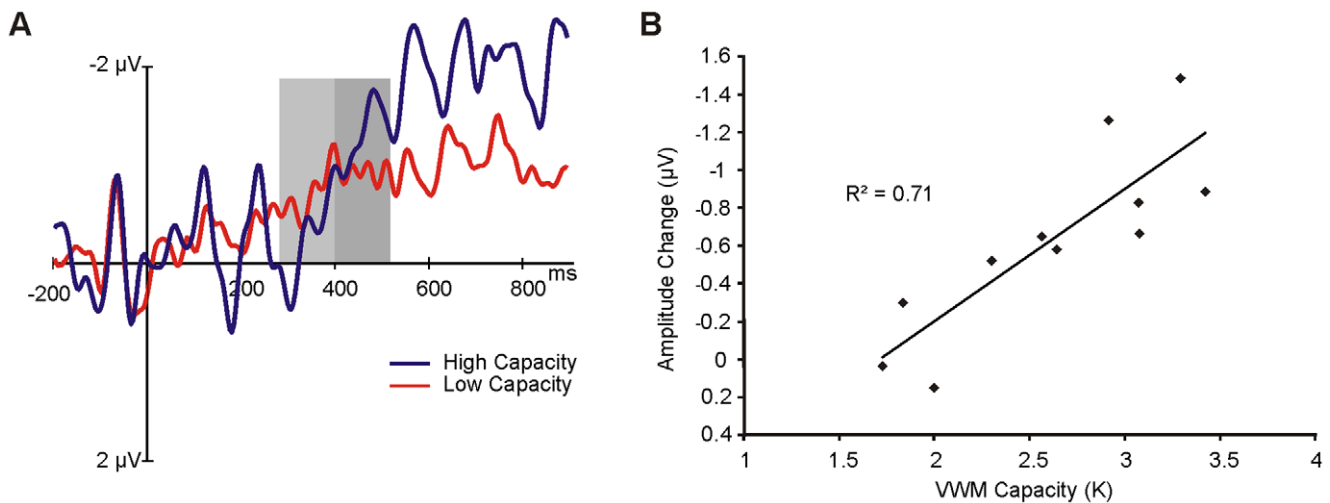 A
-2 µV
-200
200
400
600
800
ms
High Capacity
Low Capacity
2 µV
B
Amplitude Change (µV)
1.6
-1.4
-1.2
-1
-0.8
-0.6
-0.4
-0.2
0
0.2
0.4
R² = 0.71
1
1.5
2
2.5
3
3.5
4
VWM Capacity (K)